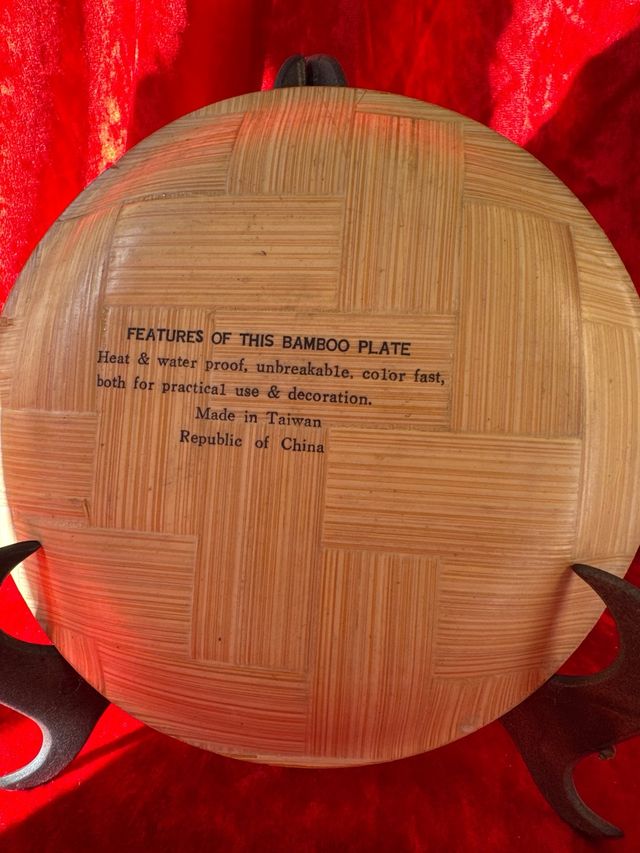 FEATURES OF THIS BAMBOO PLATE
Heat & water proof, unbreakable, color fast,
both for practical use & decoration.
Made in Taiwan
Republic of China